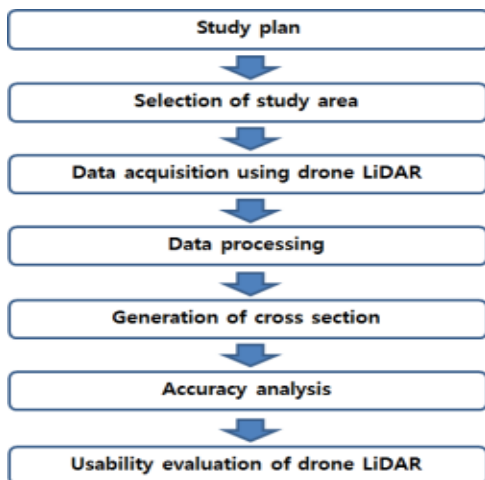 Study plan
Selection of study area
Data acquisition using drone LiDAR
Data processing
Generation of cross section
Accuracy analysis
Usability evaluation of drone LiDAR